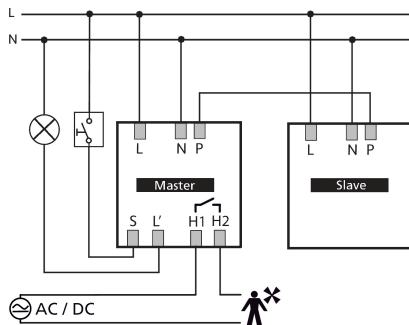 L
N
L N P L N P
Master Slave
S L' H1 H2
AC / DC